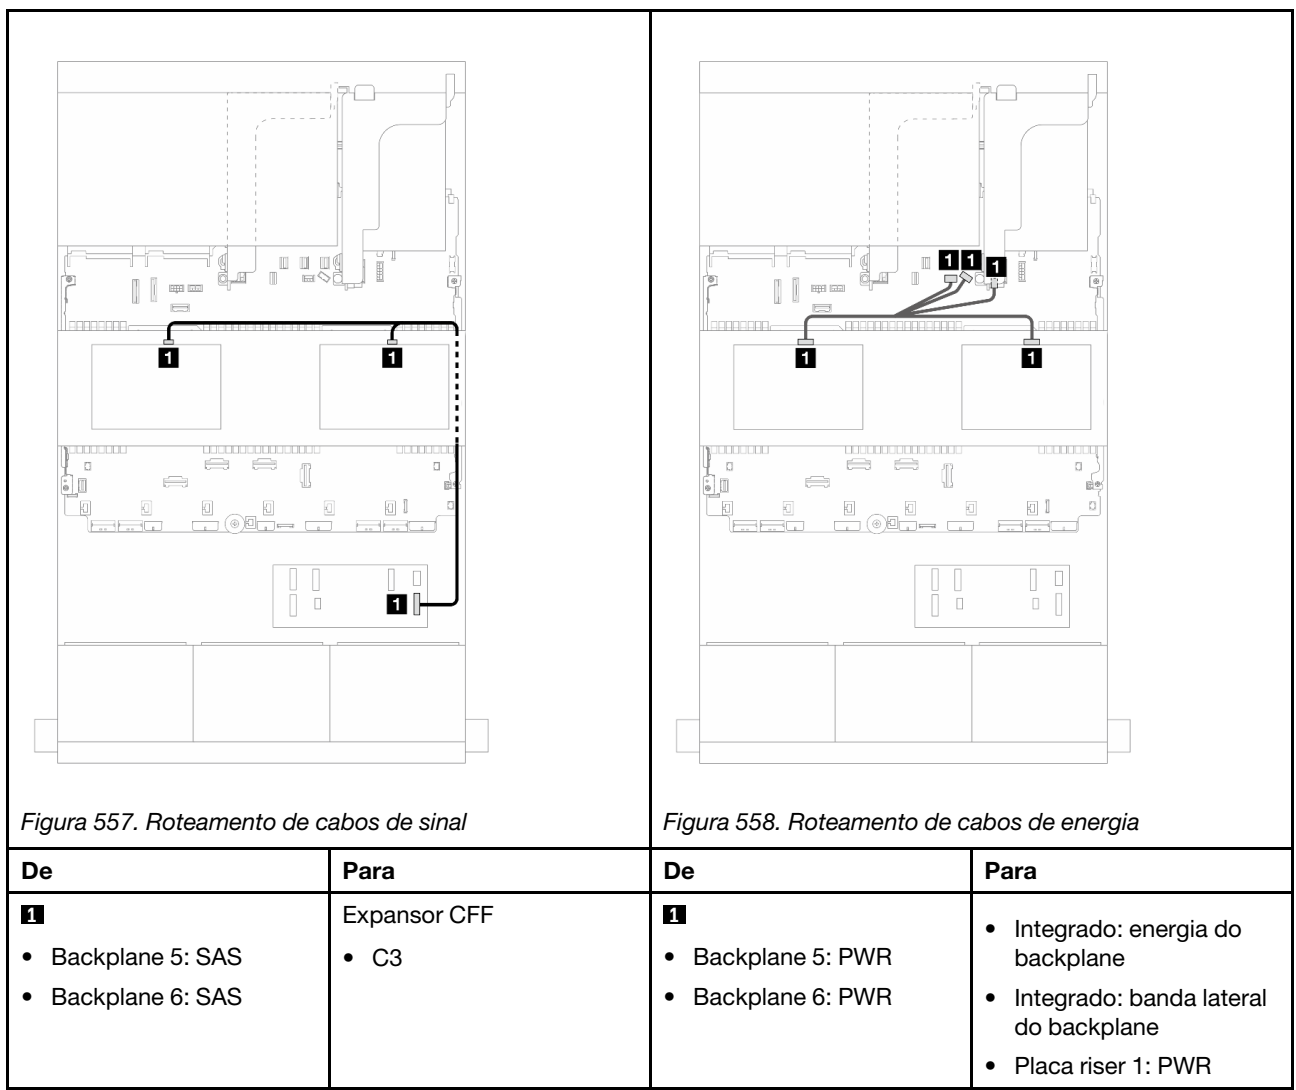 1
1
1
1 1 1
1
1
Figura 557. Roteamento de cabos de sinal
Figura 558. Roteamento de cabos de energia
De
Para
De
Para
1
• Backplane 5: SAS
• Backplane 6: SAS
Expansor CFF
• C3
1
• Backplane 5: PWR
• Backplane 6: PWR
• Integrado: energia do
backplane
• Integrado: banda lateral
do backplane
• Placa riser 1: PWR